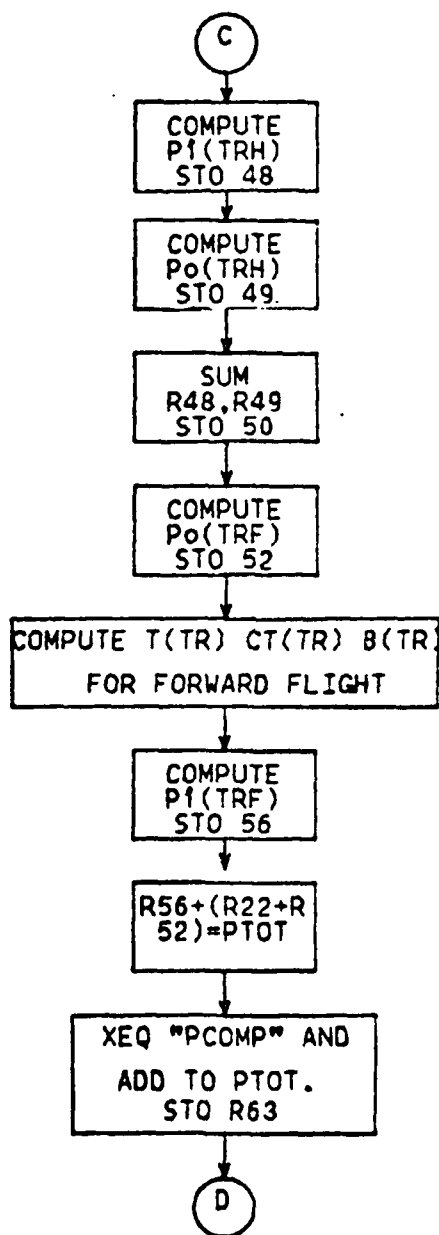 C
COMPUTE
Pi(TRH)
STO 48
COMPUTE
Po(TRH)
STO 49.
SUM
R48,R49
STO 50
COMPUTE
Po(TRF)
STO 52
COMPUTE T(TR) CT(TR) B(TR)
FOR FORWARD FLIGHT
COMPUTE
Pi(TRF)
STO 56
R56+(R22+R
52)=PTOT
XEQ "PCOMP" AND
ADD TO PTOT.
STO R63
D